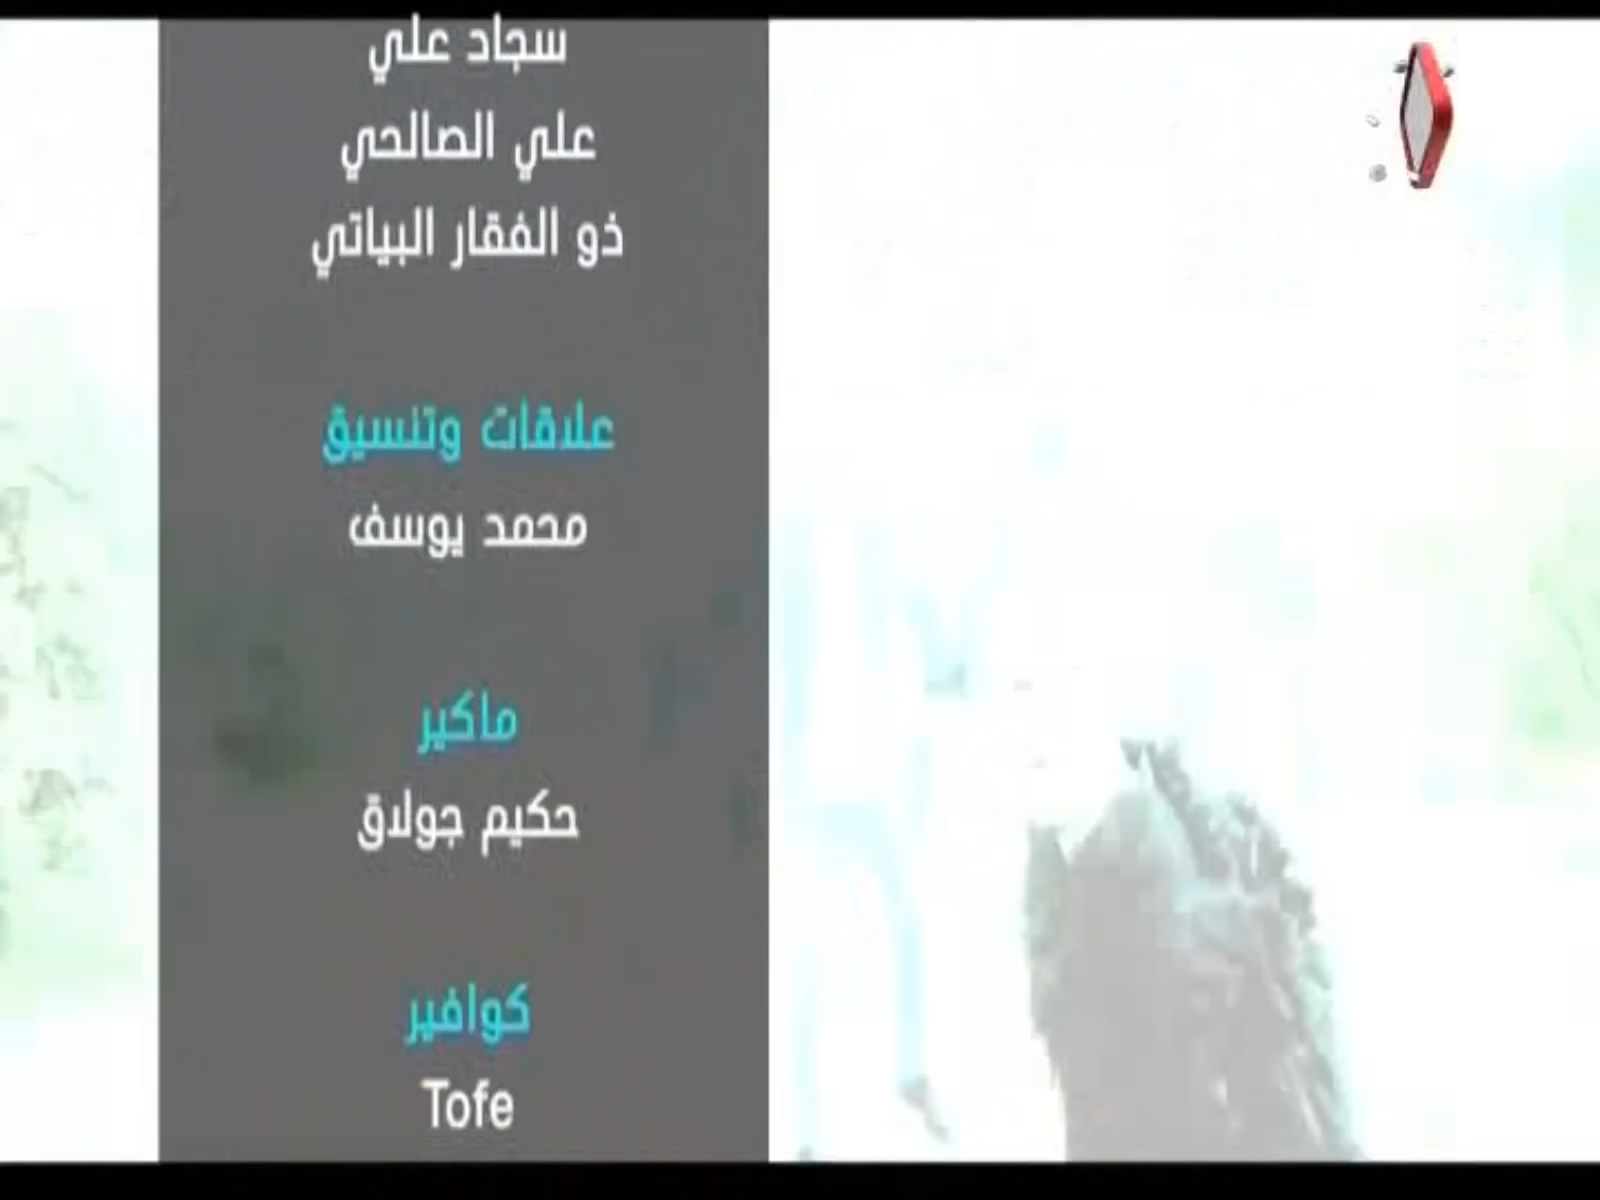 سجاد علي
علي الصالحي
ذو الفقار البياتي
علاقات وتنسيق
محمد يوسف
ماكير
حكيم جولاق
كوافير
Tofe